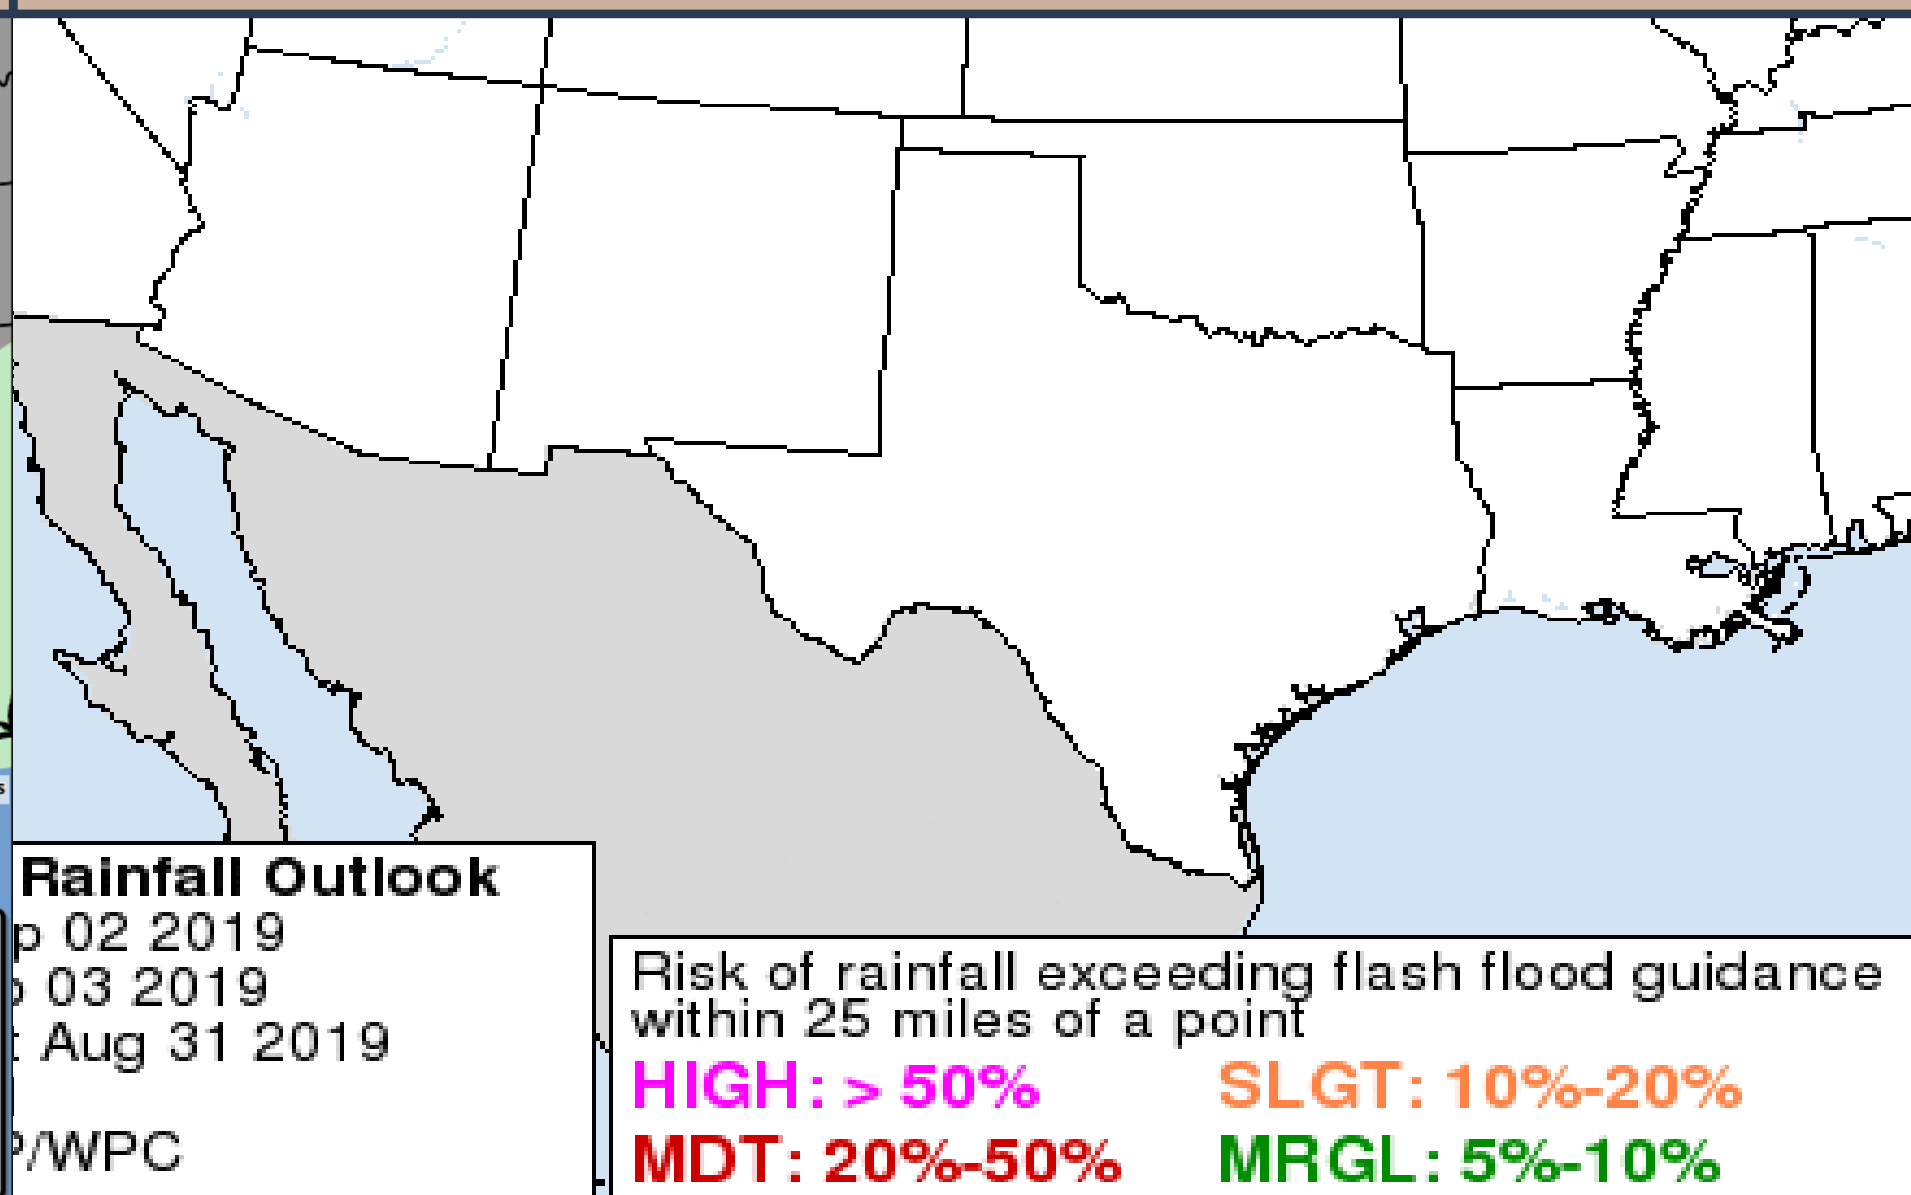 Rainfall Outlook
p 02 2019
03 2019
Aug 31 2019
/WPC
Risk of rainfall exceeding flash flood guidance
within 25 miles of a point
HIGH: > 50% SLGT: 10%-20%
MDT: 20%-50% MRGL: 5%-10%